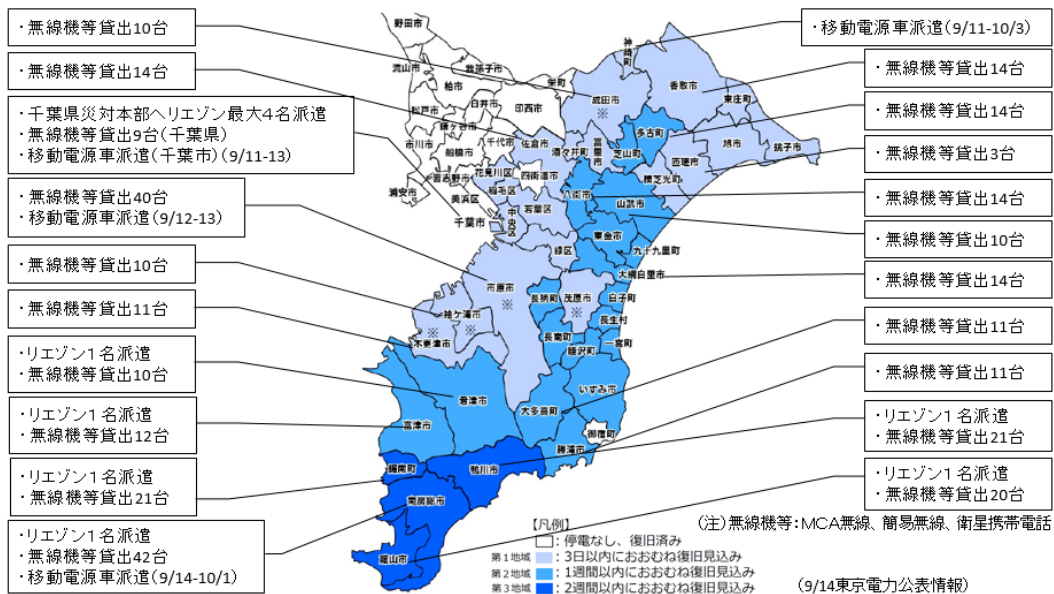 ・無線機等貸出10台
・無線機等貸出14台
・千葉県災対本部へリエゾン最大4名派遣
・無線機等貸出9台(千葉県)
・移動電源車派遣(千葉市)(9/11-13)
・無線機等貸出40台
・移動電源車派遣(9/12-13)
・無線機等貸出10台
・無線機等貸出11台
・リエゾン1名派遣
・無線機等貸出10台
・リエゾン1名派遣
・無線機等貸出12台
・リエゾン1名派遣
・無線機等貸出21台
・リエゾン1名派遣
・無線機等貸出42台
・移動電源車派遣(9/14-10/1)
野田市
流山市
我孫子市
柏市
松戸市
白井市
鎌ケ谷市
印西市
栄町
市川市
船橋市
八千代市
浦安市
習志野市
花見川区
美浜区
稲毛区
千葉市
中央区
若葉区
緑区
四街道市
佐倉市
酒々井町
成田市
※
神崎町
香取市
東庄町
多古町
富里市
芝山町
旭市
銚子市
匝瑳市
横芝光町
八街市
山武市
東金市
九十九里町
大網白里市
市原市
※
長柄町
茂原市
※
白子町
長生村
長南町
睦沢町
一宮町
袖ケ浦市
※
※
木更津市
君津市
富津市
大多喜町
いすみ市
御宿町
勝浦市
鋸南町
鴨川市
南房総市
館山市
・移動電源車派遣(9/11-10/3)
・無線機等貸出14台
・無線機等貸出14台
・無線機等貸出3台
・無線機等貸出14台
・無線機等貸出10台
・無線機等貸出14台
・無線機等貸出11台
・無線機等貸出11台
・リエゾン1名派遣
・無線機等貸出21台
・リエゾン1名派遣
・無線機等貸出20台
(注)無線機等:MCA無線、簡易無線、衛星携帯電話
【凡例】
:停電なし、復旧済み
第1地域 :3日以内におおむね復旧見込み
第2地域 :1週間以内におおむね復旧見込み
第3地域 :2週間以内におおむね復旧見込み
(9/14東京電力公表情報)